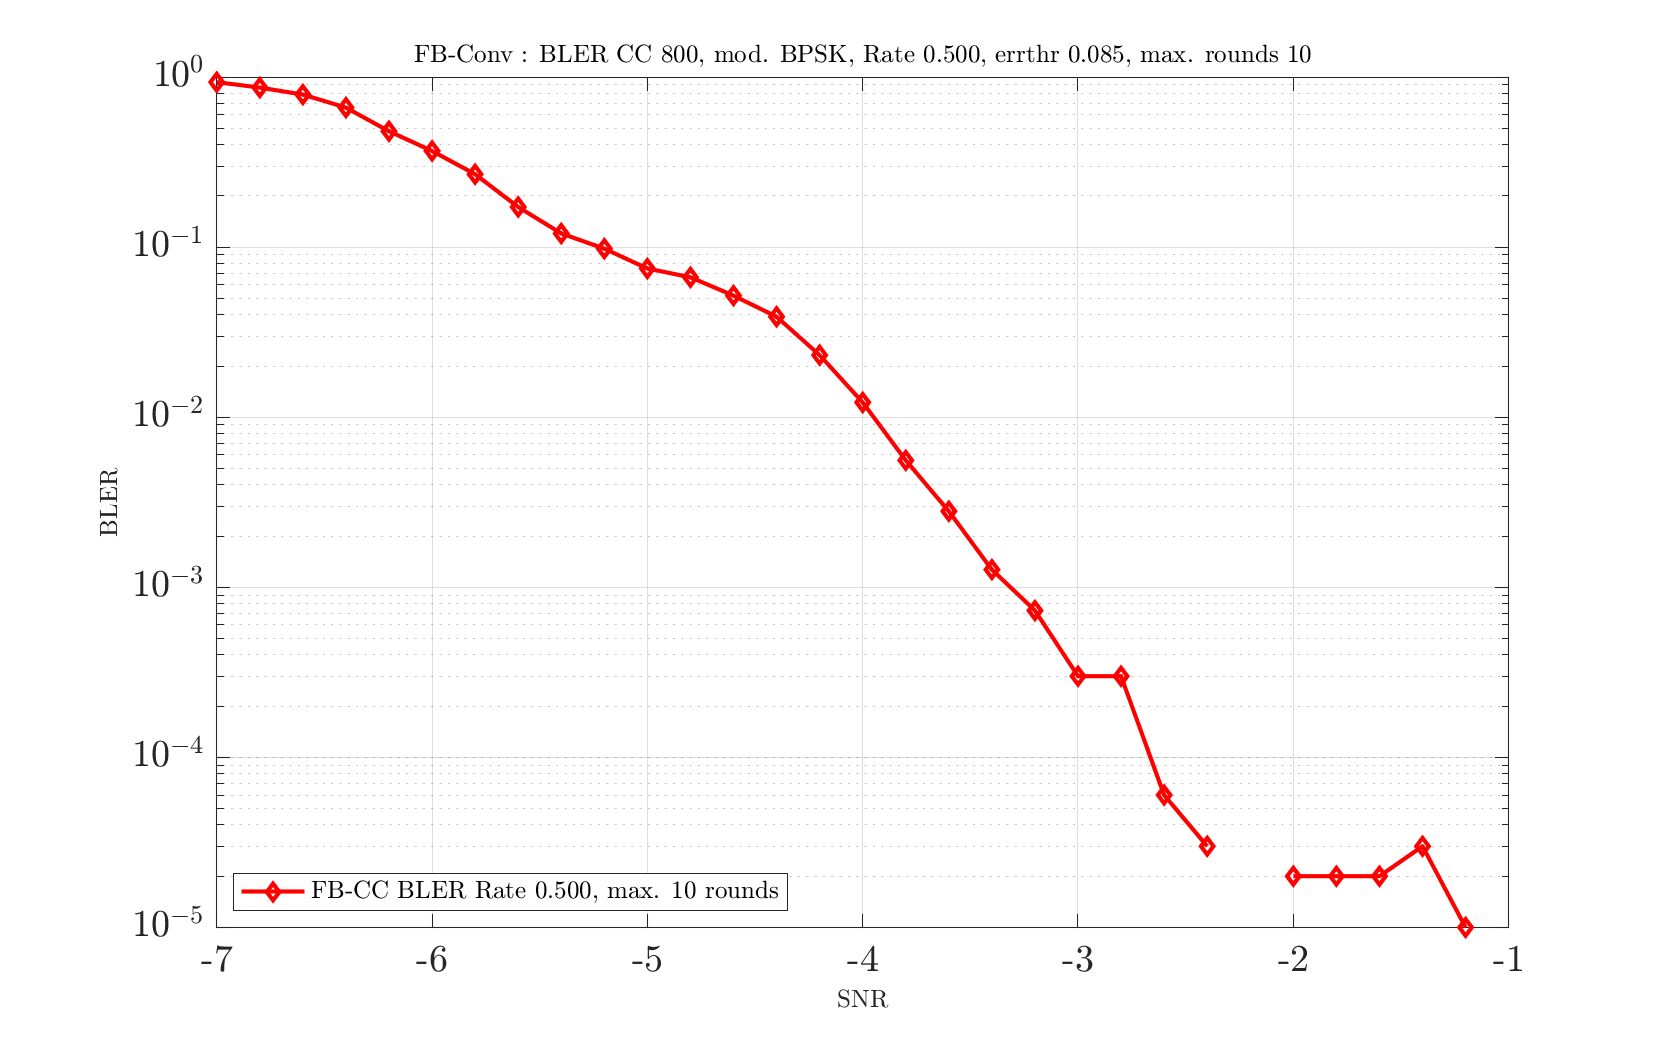 FB-Conv : BLER CC 800, mod. BPSK, Rate 0.500, errthr 0.085, max. rounds 10
10^0
10^{-1}
10^{-2}
10^{-3}
10^{-4}
10^{-5}
BLER
FB-CC BLER Rate 0.500, max. 10 rounds
-7 -6 -5 -4 -3 -2 -1
SNR